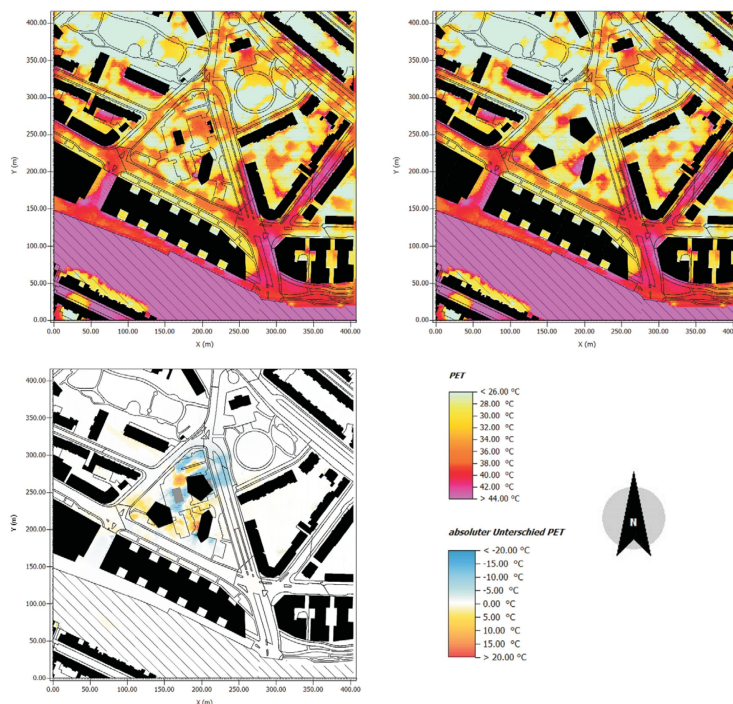 400.00
350.00
300.00
250.00
200.00
150.00
100.00
50.00
0.00
Y (m)
0.00 50.00 100.00 150.00 200.00 250.00 300.00 350.00 400.00
X (m)
400.00
350.00
300.00
250.00
200.00
150.00
100.00
50.00
0.00
Y (m)
0.00 50.00 100.00 150.00 200.00 250.00 300.00 350.00 400.00
X (m)
400.00
350.00
300.00
250.00
200.00
150.00
100.00
50.00
0.00
Y (m)
0.00 50.00 100.00 150.00 200.00 250.00 300.00 350.00 400.00
X (m)
PET
< 26.00 °C
28.00 °C
30.00 °C
32.00 °C
34.00 °C
36.00 °C
38.00 °C
40.00 °C
42.00 °C
> 44.00 °C
absoluter Unterschied PET
< -20.00 °C
-15.00 °C
-10.00 °C
-5.00 °C
0.00 °C
5.00 °C
10.00 °C
15.00 °C
> 20.00 °C
N